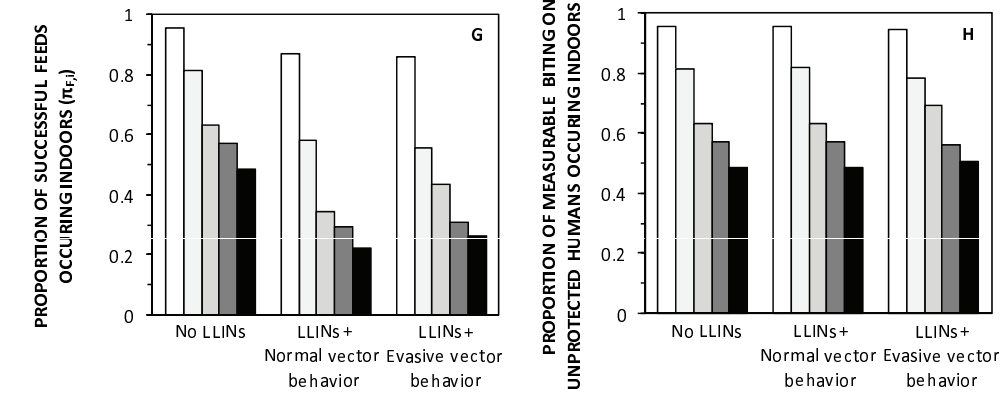 PROPORTION OF SUCCESSFUL FEEDS
OCCURING INDOORS (πF,i)
1
0.8
0.6
0.4
0.2
0
G
No LLINs
LLINs+
Normal vector
behavior
LLINs+
Evasive vector
behavior
PROPORTION OF MEASURABLE BITING ON
UNPROTECTED HUMANS OCCURING INDOORS
1
0.8
0.6
0.4
0.2
0
H
No LLINs
LLINs+
Normal vector
behavior
LLINs+
Evasive vector
behavior